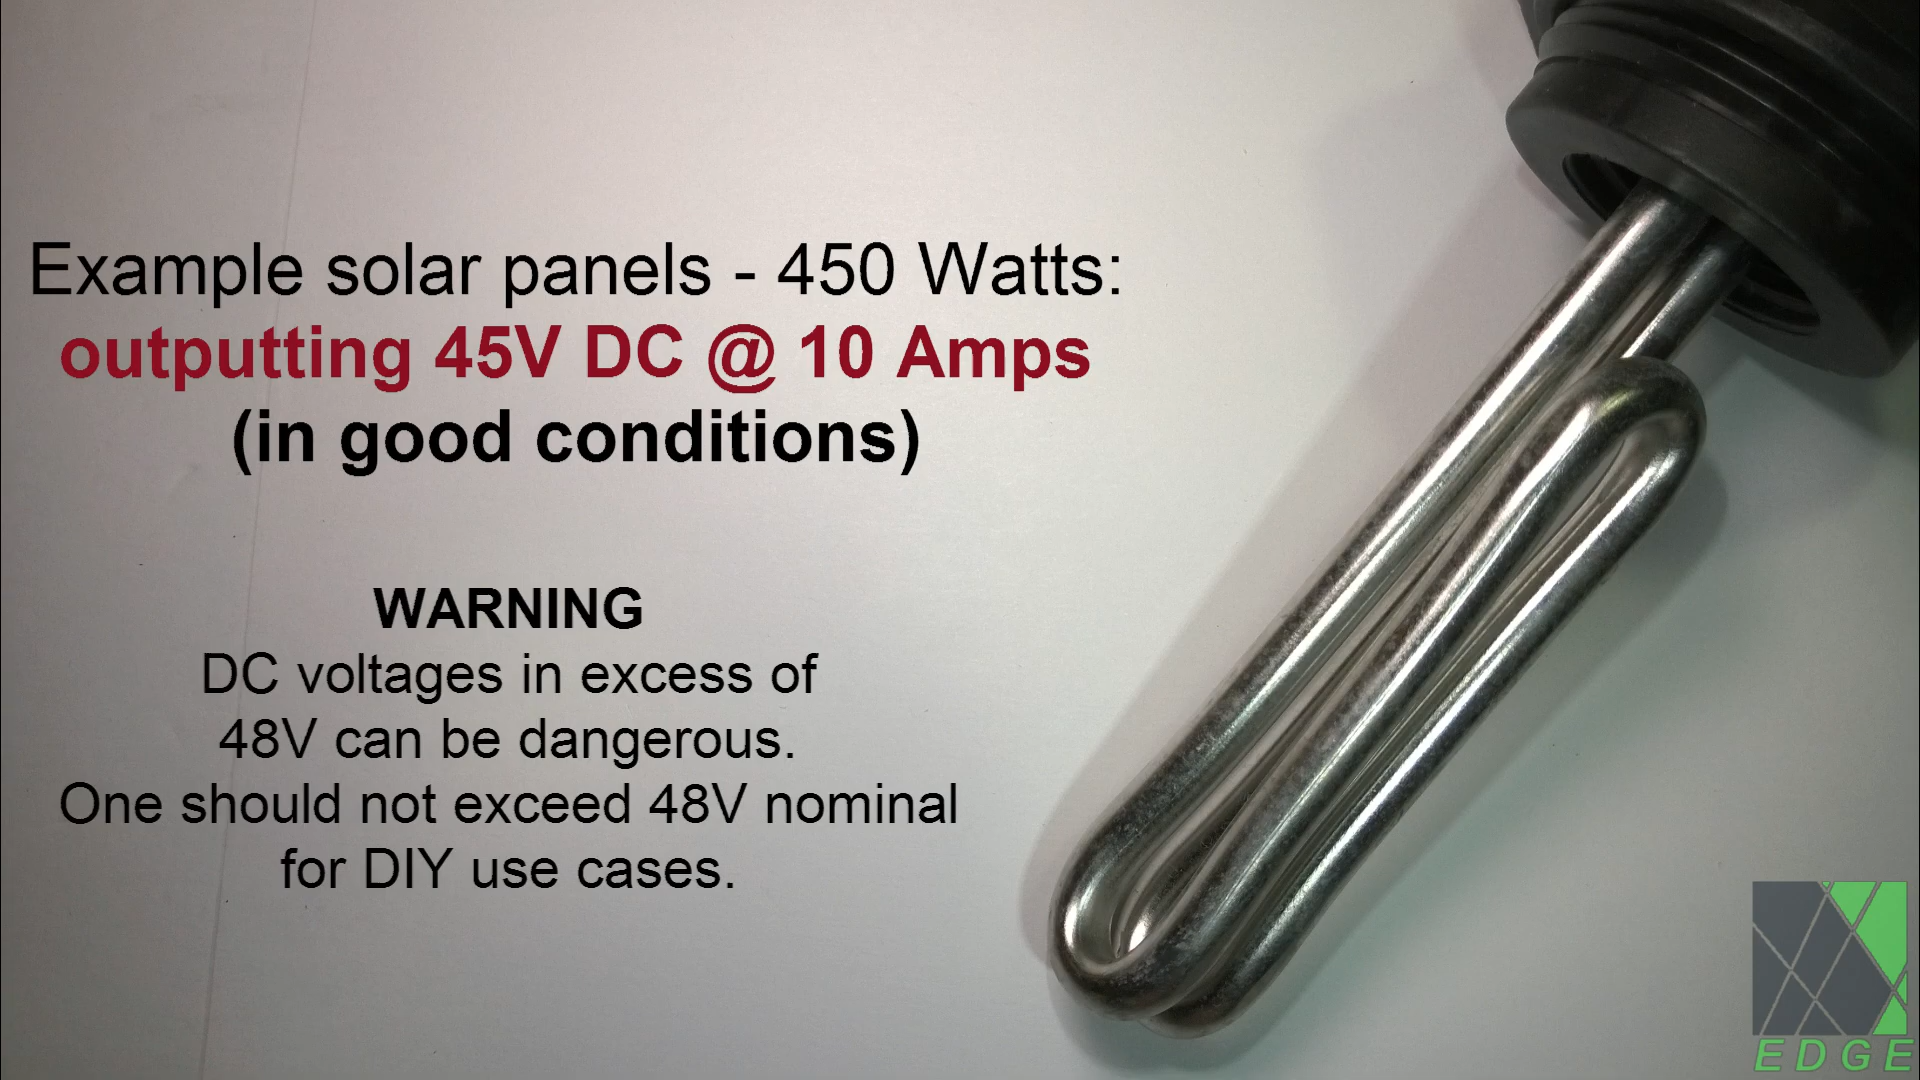 Example solar panels - 450 Watts:
outputting 45V DC @ 10 Amps
(in good conditions)
WARNING
DC voltages in excess of
48V can be dangerous.
One should not exceed 48V nominal
for DIY use cases.
EDGE